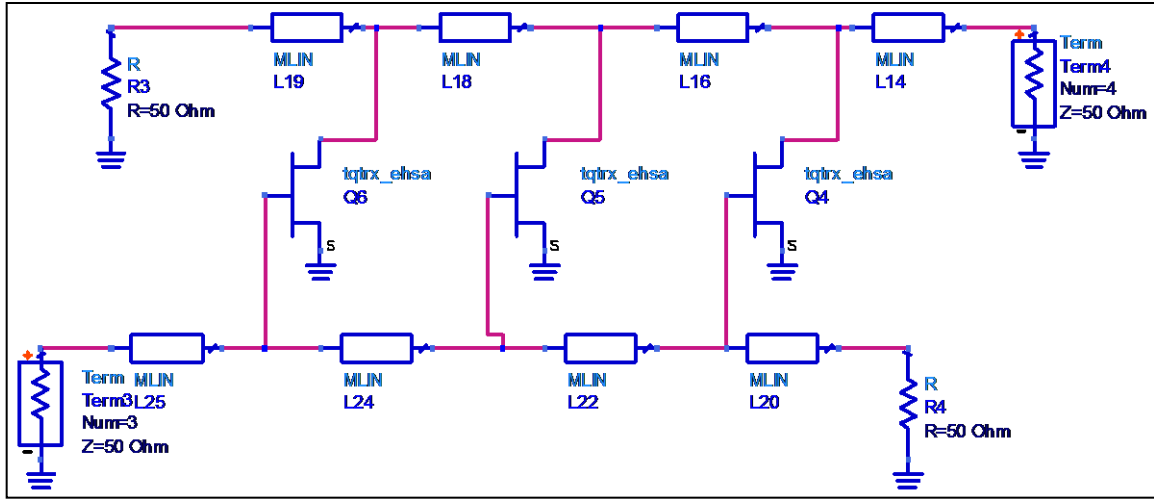 MLIN
L19
MLIN
L18
MLIN
L16
MLIN
L14
Term
Term4
Num=4
Z=50 Ohm
R
R3
R=50 Ohm
+
-
tqtrx_ehsa
Q6
S
tqtrx_ehsa
Q5
S
tqtrx_ehsa
Q4
S
+
-
Term
Term3
Num=3
Z=50 Ohm
MLIN
L25
MLIN
L24
MLIN
L22
MLIN
L20
R
R4
R=50 Ohm